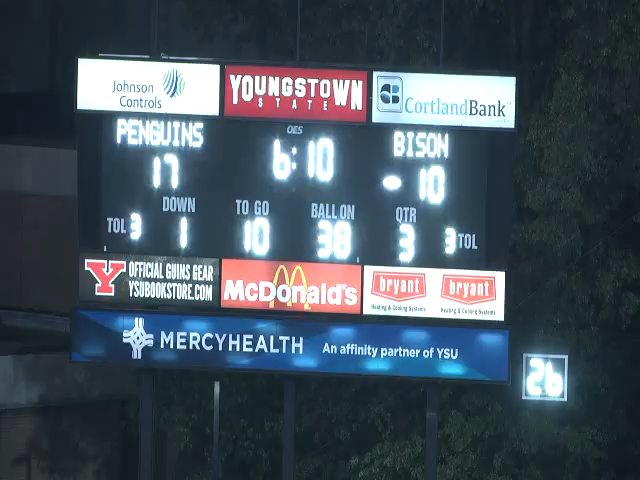 Johnson
Controls
YOUNGSTOWN
STATE
CortlandBank
OES
PENGUINS
6:10
BISON
17
10
DOWN
TO GO
BALL ON
QTR
TOL 3
1
10
38
3
3 TOL
Y
OFFICIAL GUINS GEAR
YSUBOOKSTORE.COM
McDonald's
bryant
Heating & Cooling Systems
bryant
Heating & Cooling Systems
MERCYHEALTH
An affinity partner of YSU
26